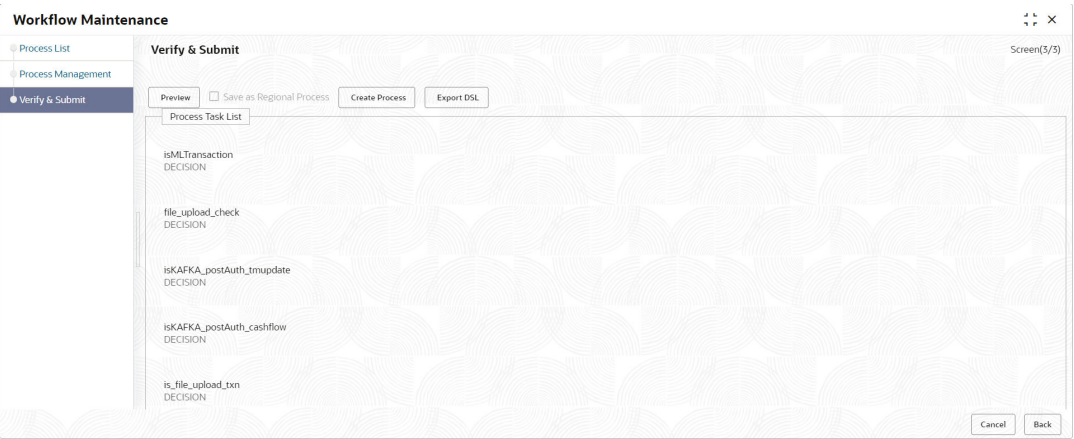 Workflow Maintenance
Process List
Process Management
Verify & Submit
Verify & Submit
Screen(3/3)
Preview
Save as Regional Process
Create Process
Export DSL
Process Task List
isMLTransaction
DECISION
file_upload_check
DECISION
isKAFKA_postAuth_tmupdate
DECISION
isKAFKA_postAuth_cashflow
DECISION
is_file_upload_txn
DECISION
Cancel
Back